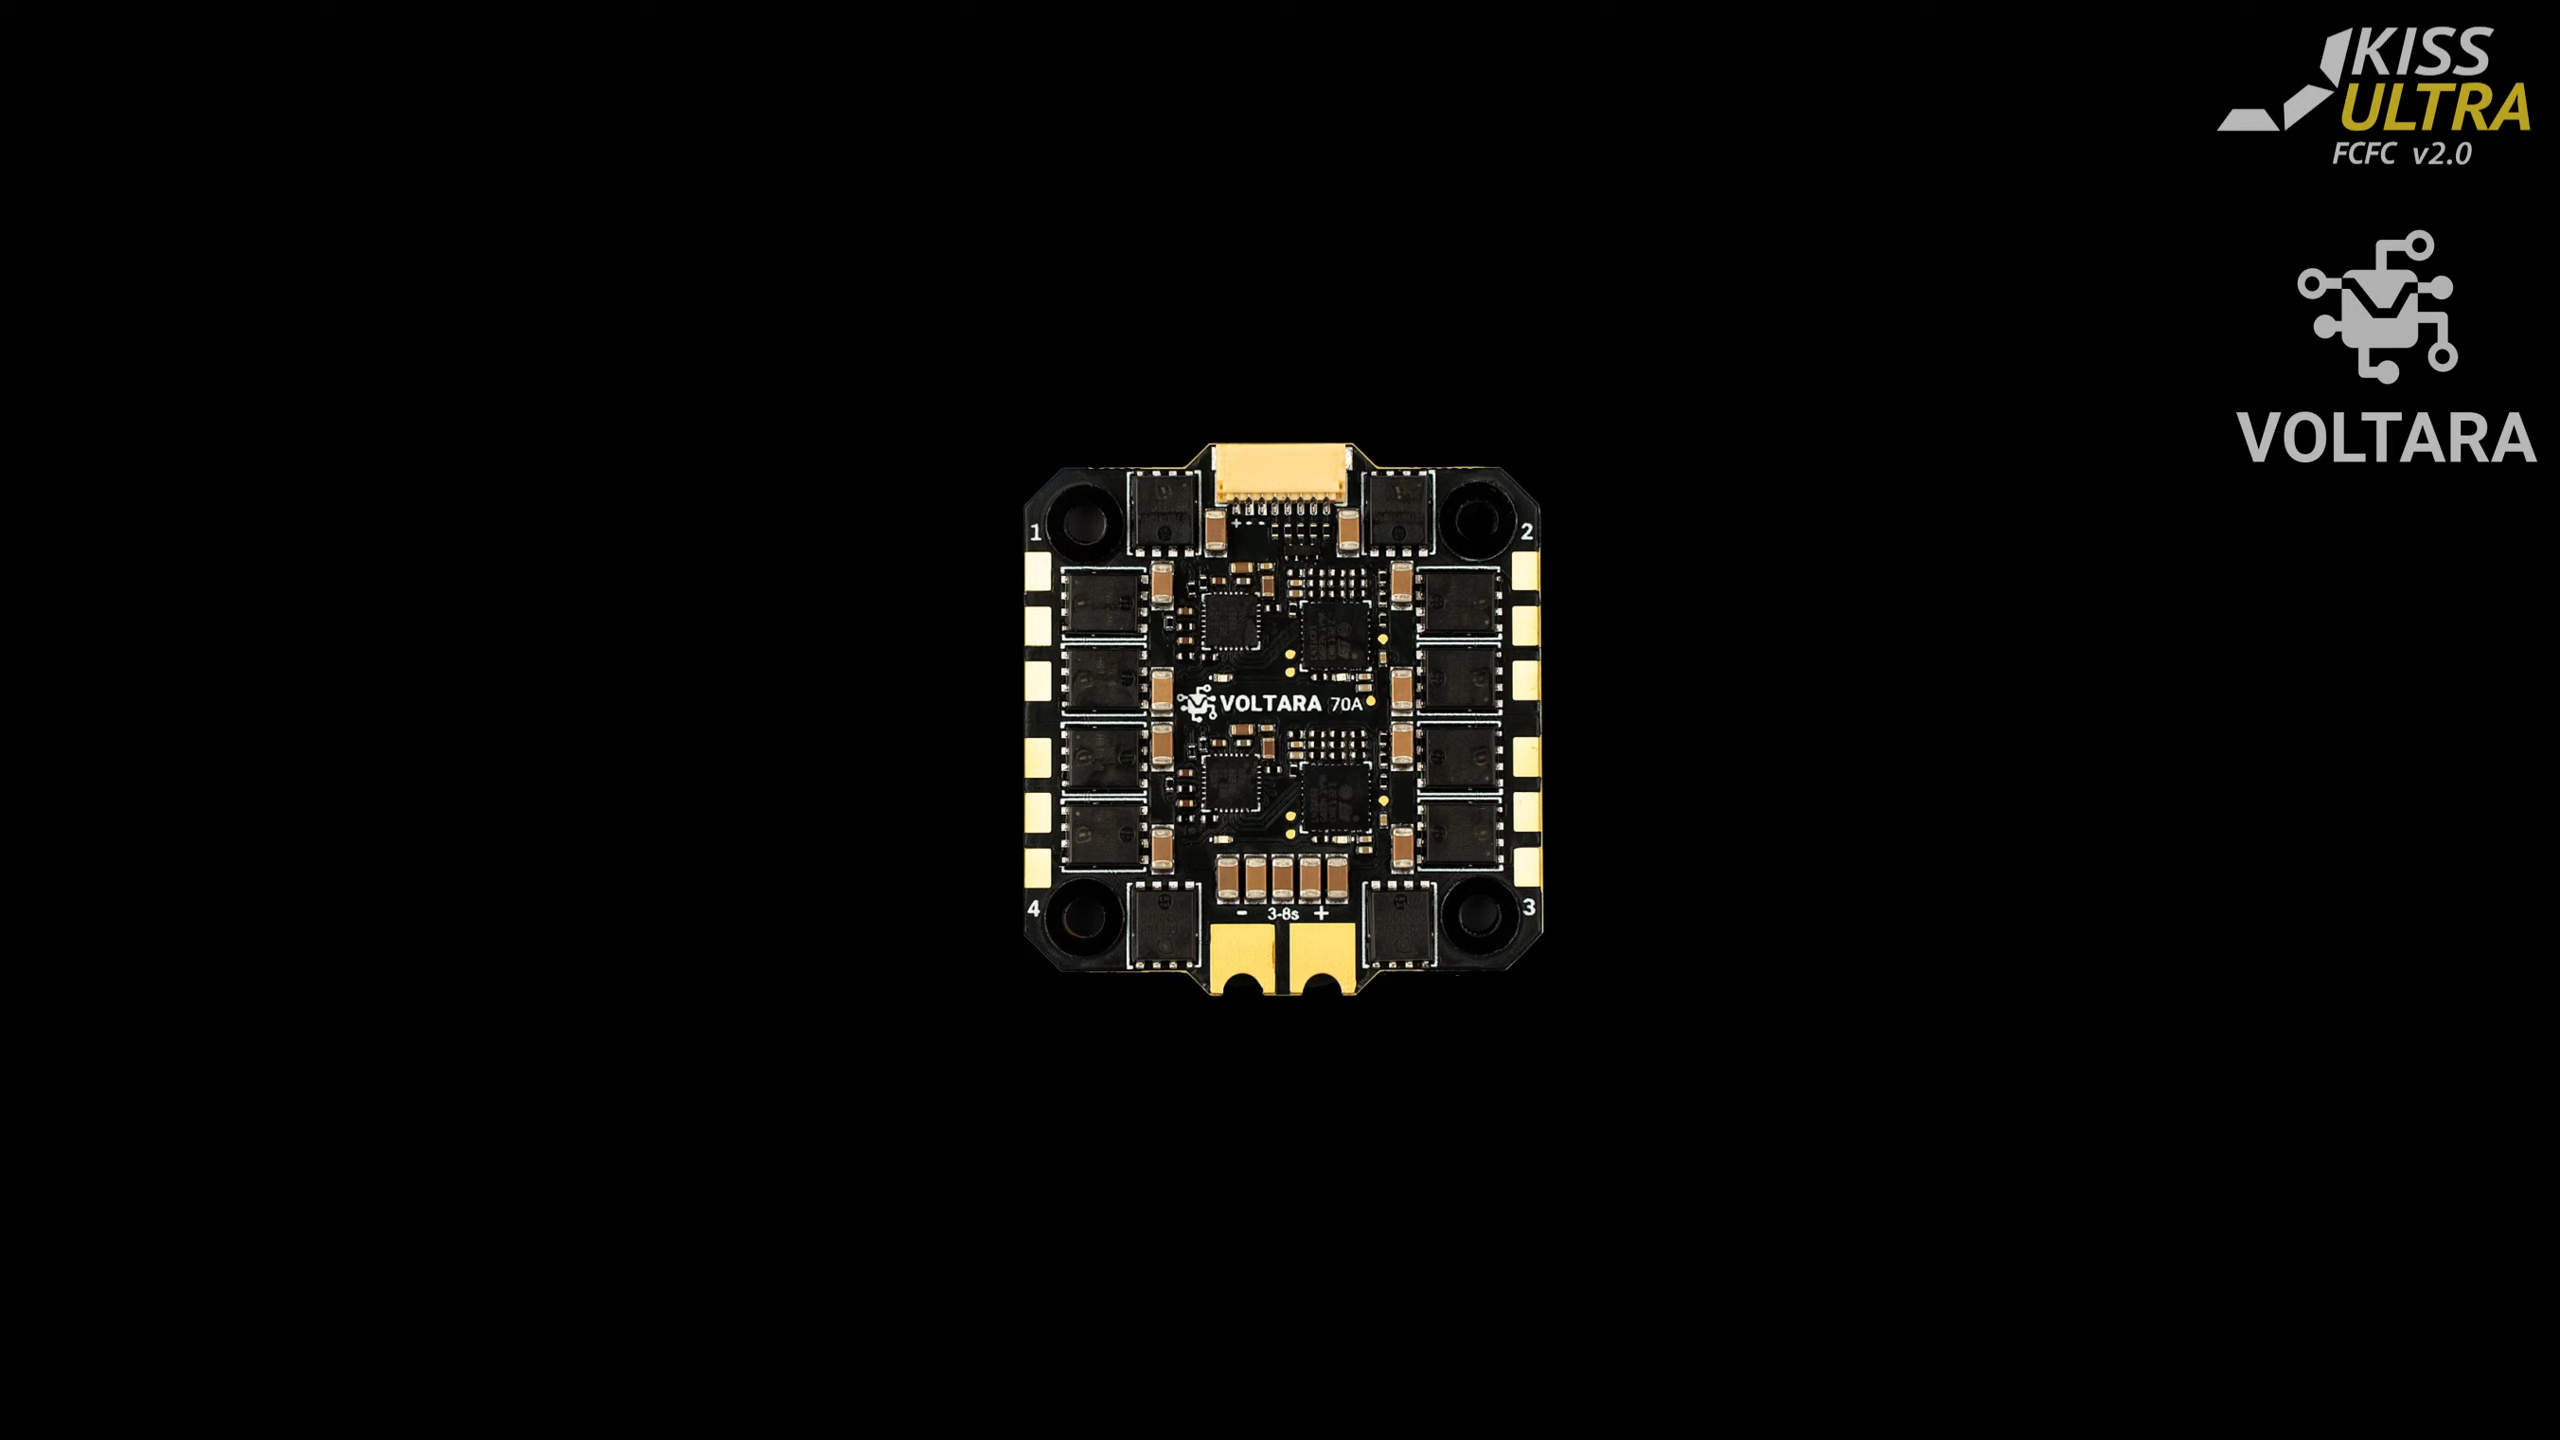 KISS
ULTRA
FCFC v2.0
VOLTARA
1
2
+ - -
VOLTARA 70A
4
- 3-8s +
3